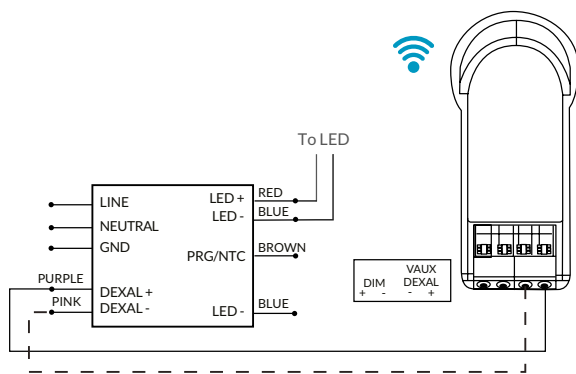 To LED
LINE
NEUTRAL
GND
PURPLE
DEXAL +
PINK
DEXAL -
LED +
RED
LED -
BLUE
PRG/NTC
BROWN
LED -
BLUE
VAUX
DIM DEXAL
+ - - +